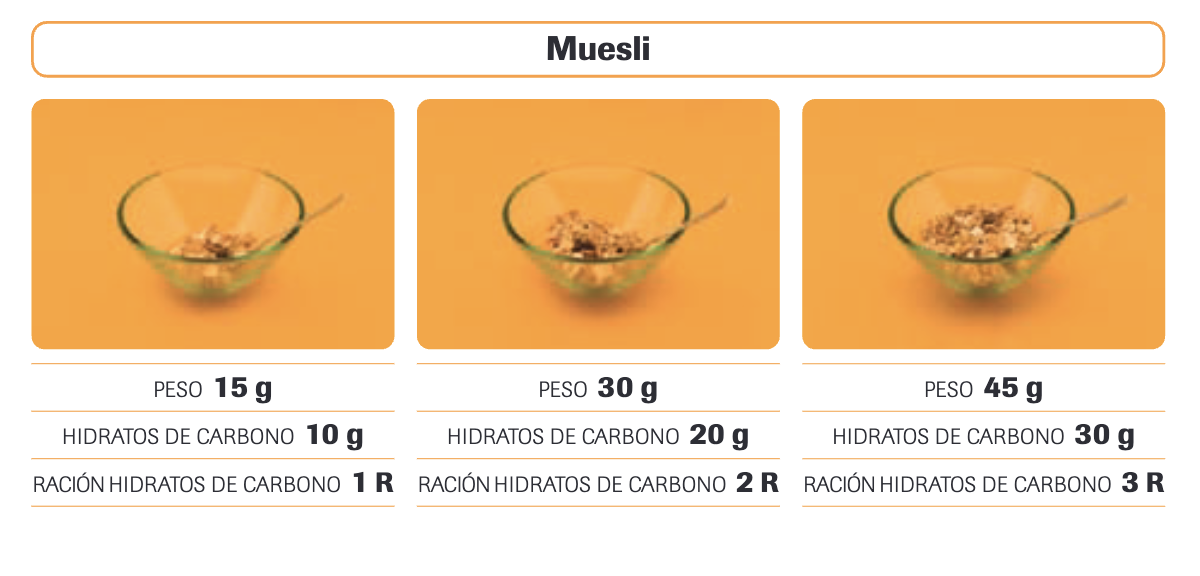 Muesli
PESO 15 g
HIDRATOS DE CARBONO 10 g
RACIÓN HIDRATOS DE CARBONO 1 R
PESO 30 g
HIDRATOS DE CARBONO 20 g
RACIÓN HIDRATOS DE CARBONO 2 R
PESO 45 g
HIDRATOS DE CARBONO 30 g
RACIÓN HIDRATOS DE CARBONO 3 R